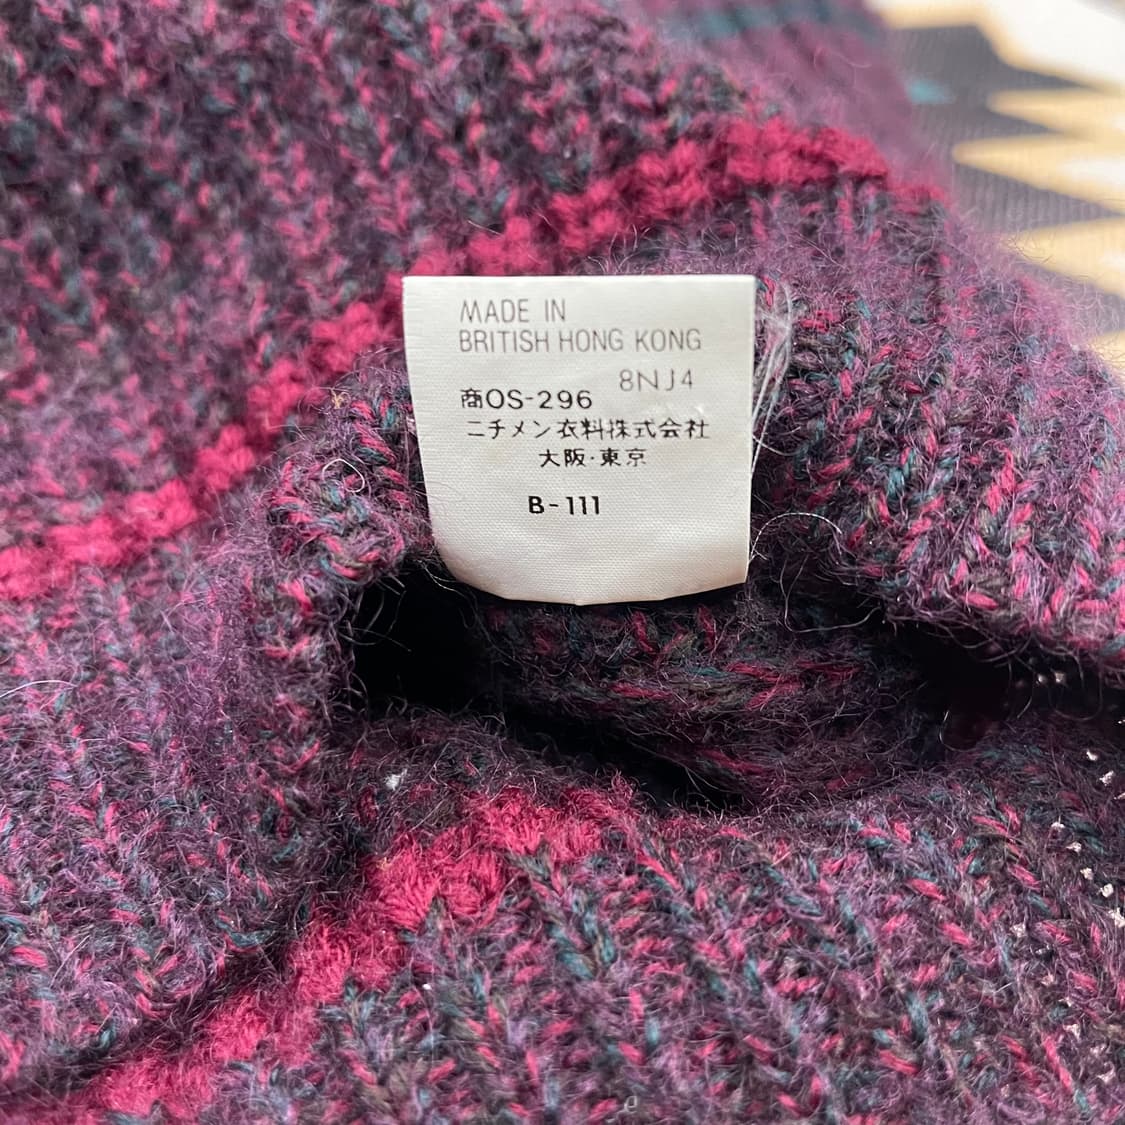 MADE IN
BRITISH HONG KONG
8NJ4
商OS-296
ニチメン衣料株式会社
大阪·東京
B-111